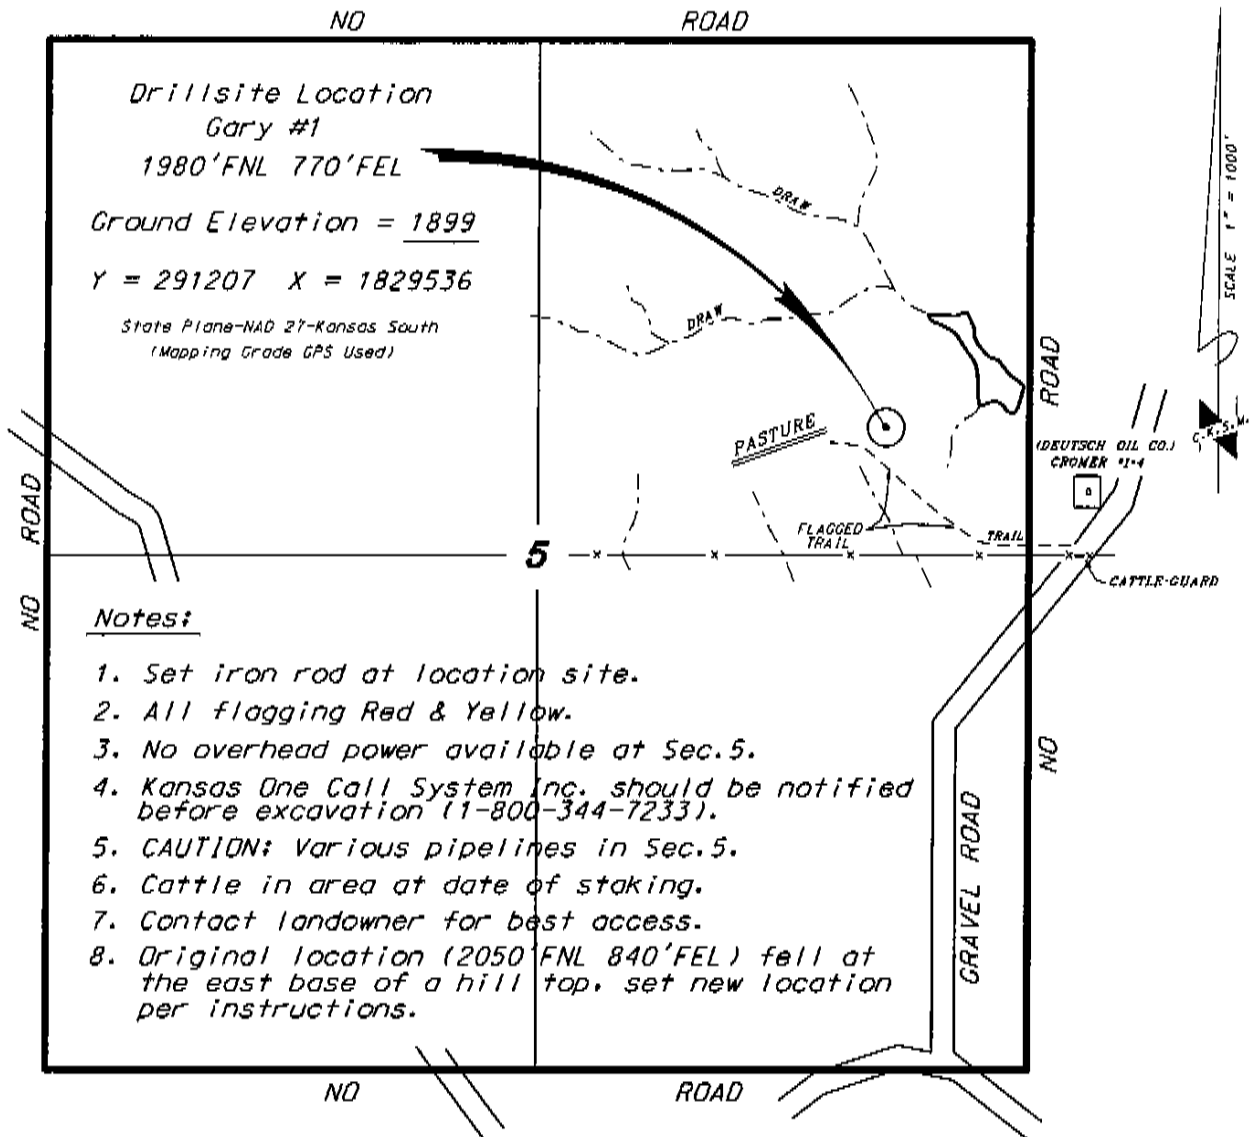 NO ROAD
Drillsite Location
Gary #1
1980'FNL 770'FEL
Ground Elevation = 1899
Y = 291207 X = 1829536
State Plane-NAD 27-Kansas South
(Mapping Grade GPS Used)
DRAW
DRAW
SCALE 1" = 1000'
ROAD
C.K.S.M.
PASTURE
(DEUTSCH OIL CO.)
CROMER #1-4
NO ROAD
FLAGGED
TRAIL
TRAIL
5
CATTLE-GUARD
Notes:
1. Set iron rod at location site.
2. All flagging Red & Yellow.
3. No overhead power available at Sec.5.
4. Kansas One Call System Inc. should be notified
before excavation (1-800-344-7233).
5. CAUTION: Various pipelines in Sec.5.
6. Cattle in area at date of staking.
7. Contact landowner for best access.
8. Original location (2050'FNL 840'FEL) fell at
the east base of a hill top. set new location
per instructions.
NO
GRAVEL ROAD
NO ROAD